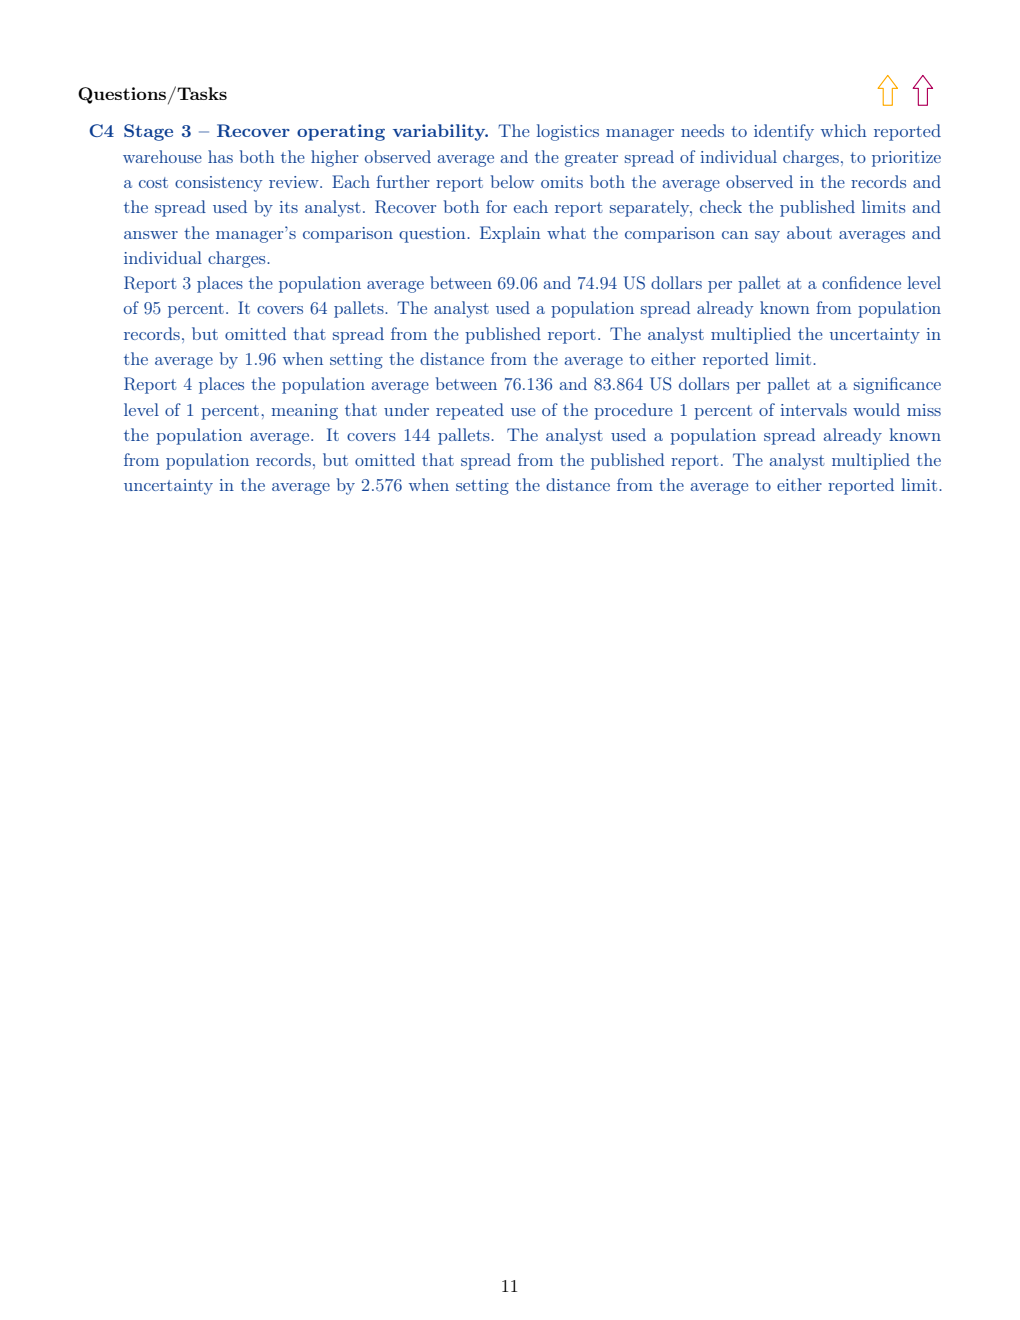 Questions/Tasks
C4 Stage 3 – Recover operating variability. The logistics manager needs to identify which reported
warehouse has both the higher observed average and the greater spread of individual charges, to prioritize
a cost consistency review. Each further report below omits both the average observed in the records and
the spread used by its analyst. Recover both for each report separately, check the published limits and
answer the manager's comparison question. Explain what the comparison can say about averages and
individual charges.
Report 3 places the population average between 69.06 and 74.94 US dollars per pallet at a confidence level
of 95 percent. It covers 64 pallets. The analyst used a population spread already known from population
records, but omitted that spread from the published report. The analyst multiplied the uncertainty in
the average by 1.96 when setting the distance from the average to either reported limit.
Report 4 places the population average between 76.136 and 83.864 US dollars per pallet at a significance
level of 1 percent, meaning that under repeated use of the procedure 1 percent of intervals would miss
the population average. It covers 144 pallets. The analyst used a population spread already known
from population records, but omitted that spread from the published report. The analyst multiplied the
uncertainty in the average by 2.576 when setting the distance from the average to either reported limit.
11